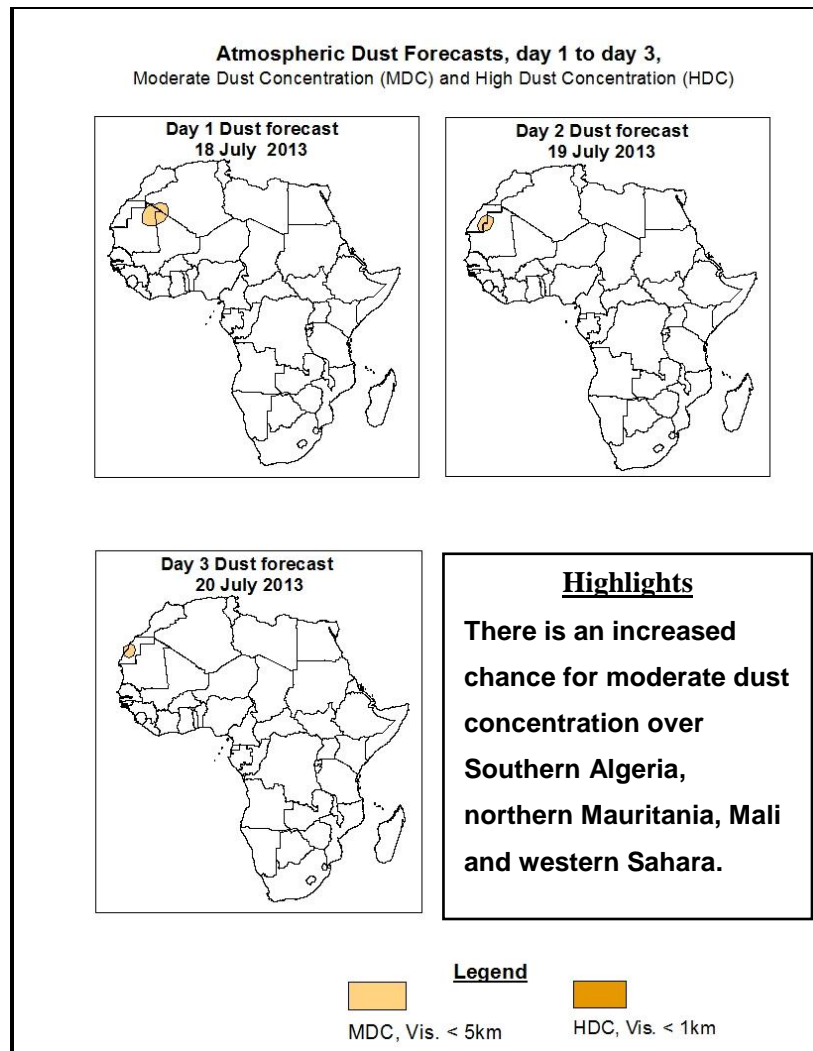 Atmospheric Dust Forecasts, day 1 to day 3,
Moderate Dust Concentration (MDC) and High Dust Concentration (HDC)
Day 1 Dust forecast
18 July 2013
Day 2 Dust forecast
19 July 2013
Day 3 Dust forecast
20 July 2013
Highlights
There is an increased
chance for moderate dust
concentration over
Southern Algeria,
northern Mauritania, Mali
and western Sahara.
Legend
MDC, Vis. < 5km
HDC, Vis. < 1km